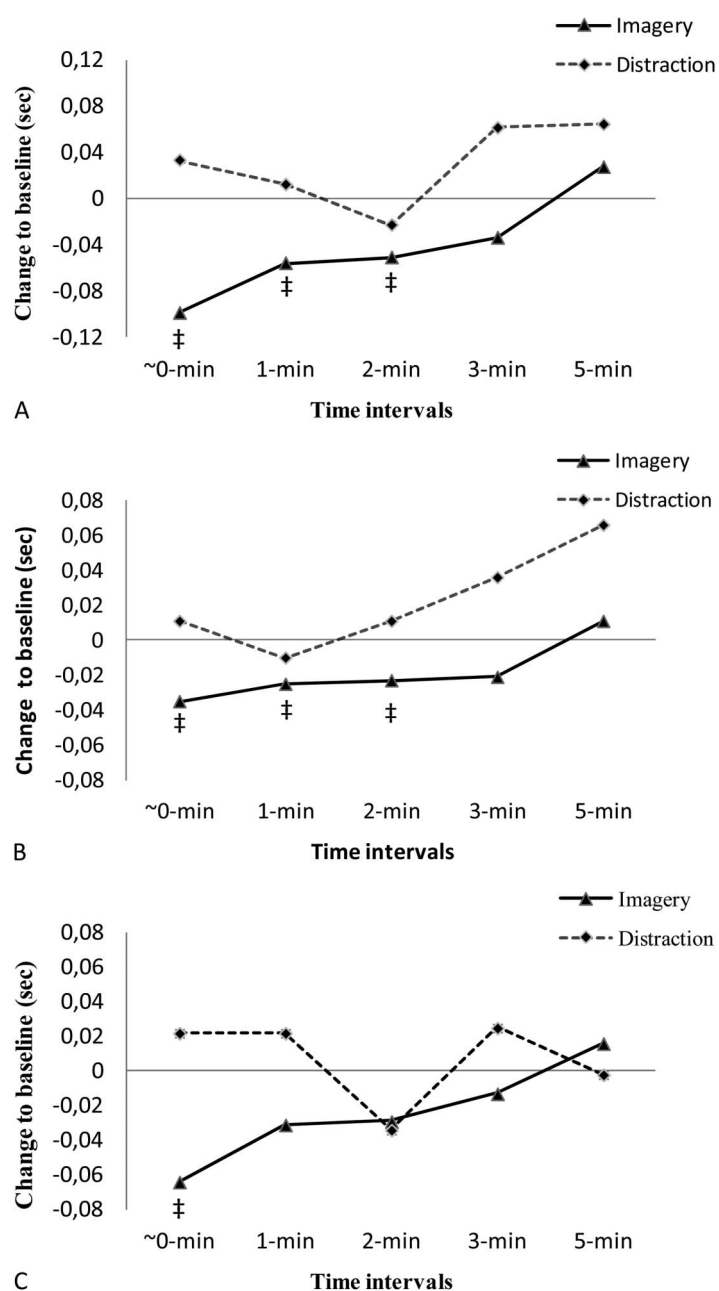 Imagery
Distraction
Change to baseline (sec)
0,12
0,08
0,04
0
-0,04
-0,08
-0,12
‡ ‡ ‡
~0-min 1-min 2-min 3-min 5-min
Time intervals
A
Imagery
Distraction
Change to baseline (sec)
0,08
0,06
0,04
0,02
0
-0,02
-0,04
-0,06
-0,08
‡ ‡ ‡
~0-min 1-min 2-min 3-min 5-min
Time intervals
B
Imagery
Distraction
Change to baseline (sec)
0,08
0,06
0,04
0,02
0
-0,02
-0,04
-0,06
-0,08
‡
~0-min 1-min 2-min 3-min 5-min
Time intervals
C